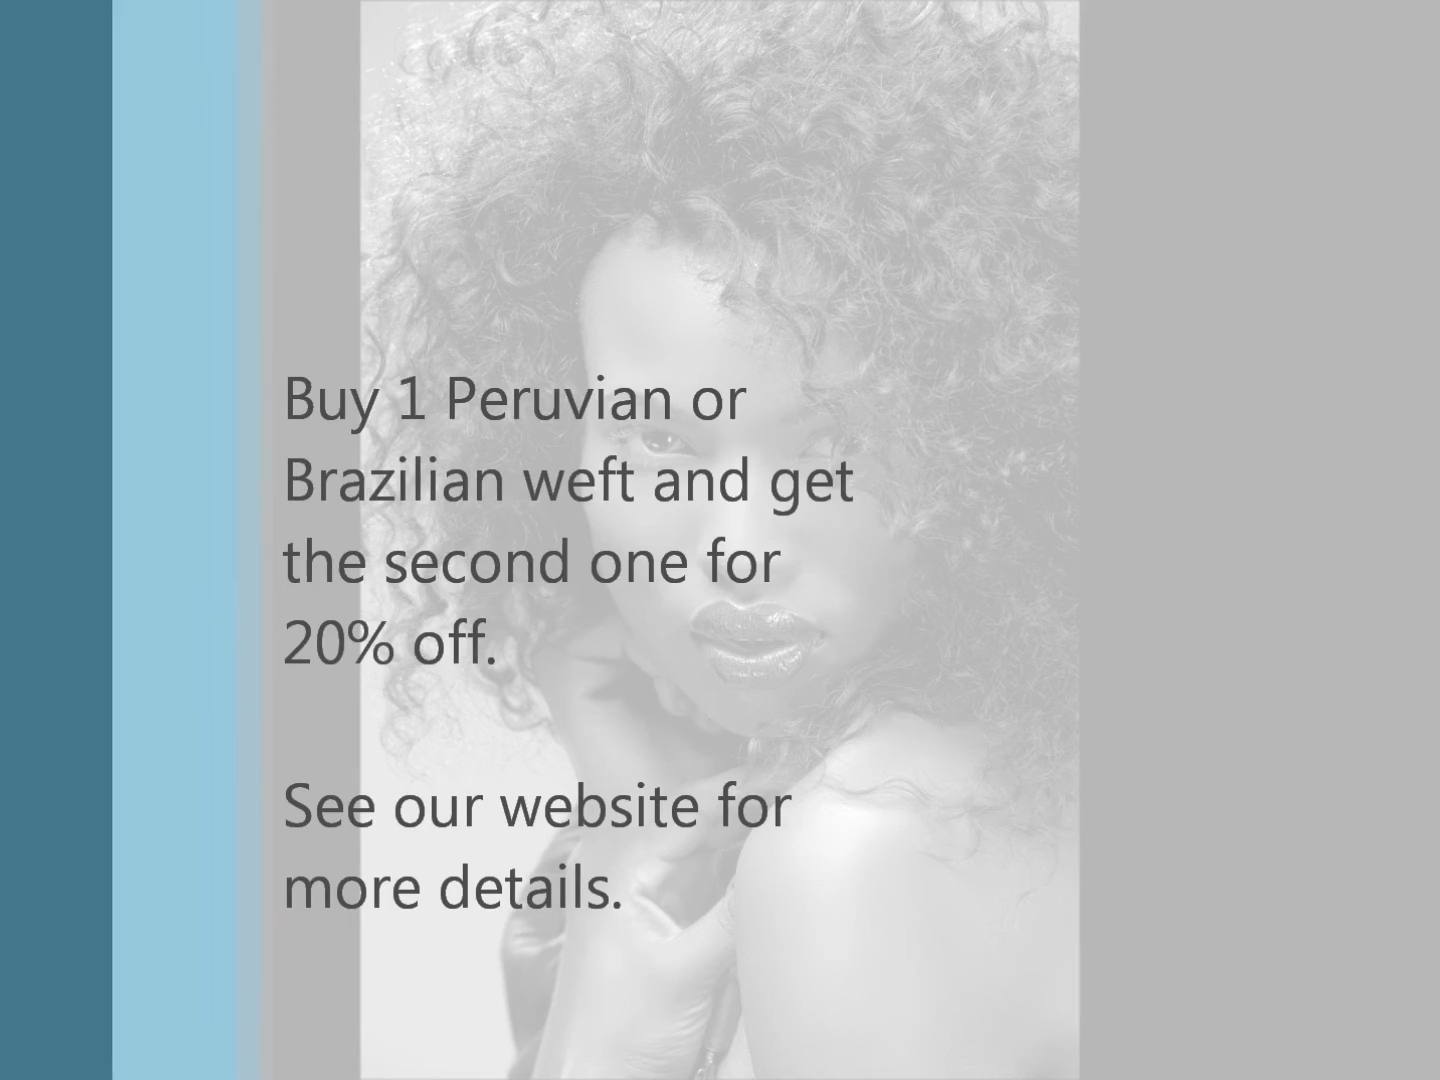 Buy 1 Peruvian or
Brazilian weft and get
the second one for
20% off.
See our website for
more details.